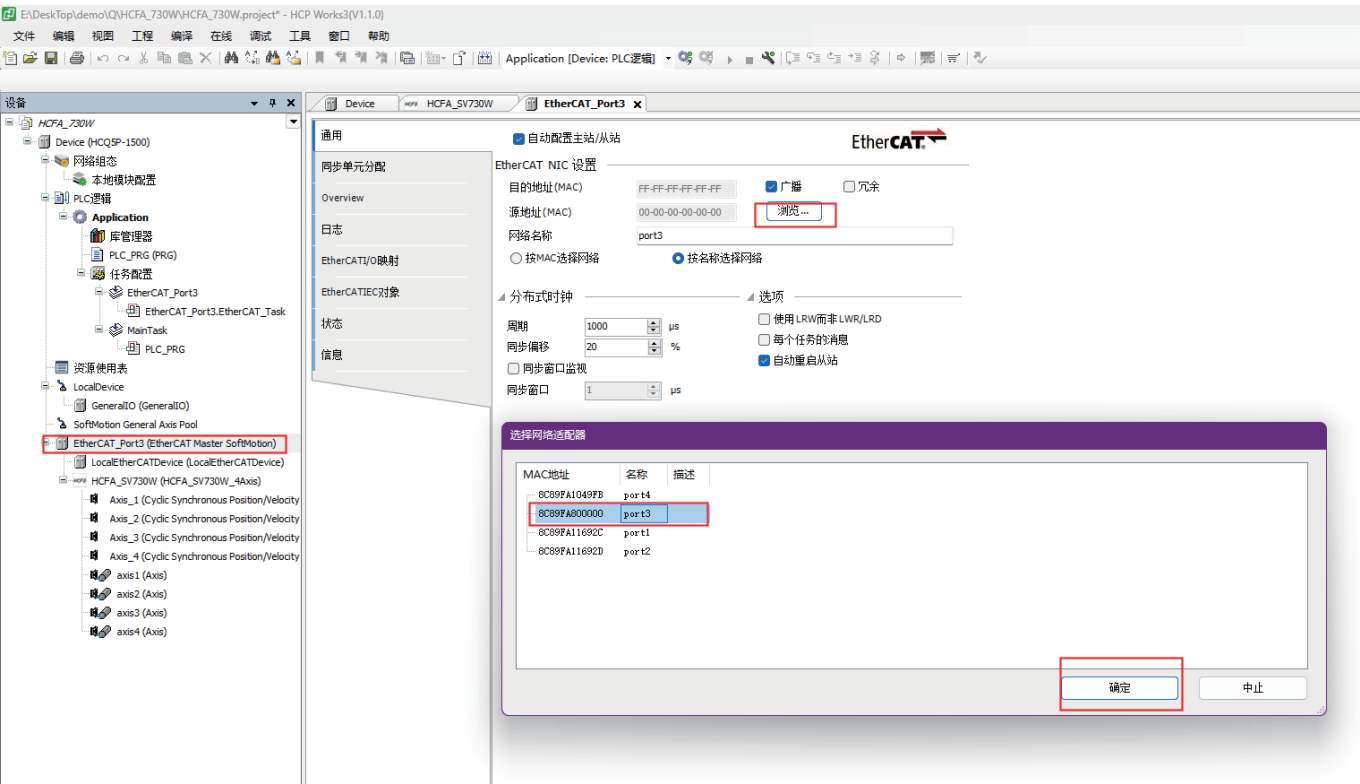 E:\DeskTop\demo\Q\HCFA_730W\HCFA_730W.project* - HCP Works3(V1.1.0)
文件 编辑 视图 工程 编译 在线 调试 工具 窗口 帮助
Application [Device: PLC逻辑]
设备
HCFA_730W
Device (HCQ5P-1500)
网络组态
本地模块配置
PLC逻辑
Application
库管理器
PLC_PRG (PRG)
任务配置
EtherCAT_Port3
EtherCAT_Port3.EtherCAT_Task
MainTask
PLC_PRG
资源使用表
LocalDevice
GeneralIO (GeneralIO)
SoftMotion General Axis Pool
EtherCAT_Port3 (EtherCAT Master SoftMotion)
LocalEtherCATDevice (LocalEtherCATDevice)
HCFA_SV730W (HCFA_SV730W_4Axis)
Axis_1 (Cyclic Synchronous Position/Velocity
Axis_2 (Cyclic Synchronous Position/Velocity
Axis_3 (Cyclic Synchronous Position/Velocity
Axis_4 (Cyclic Synchronous Position/Velocity
axis1 (Axis)
axis2 (Axis)
axis3 (Axis)
axis4 (Axis)
Device HCFA_SV730W EtherCAT_Port3
通用
同步单元分配
Overview
日志
EtherCATI/O映射
EtherCATIEC对象
状态
信息
自动配置主站/从站
EtherCAT
EtherCAT NIC 设置
目的地址(MAC) FF-FF-FF-FF-FF-FF 广播 冗余
源地址(MAC) 00-00-00-00-00-00 浏览...
网络名称 port3
按MAC选择网络 按名称选择网络
分布式时钟 选项
周期 1000 µs
同步偏移 20 %
同步窗口监视
同步窗口 1 µs
使用LRW而非LWR/LRD
每个任务的消息
自动重启从站
选择网络适配器
MAC地址 名称 描述
8C89FA1049FB port4
8C89FA800000 port3
8C89FA11692C port1
8C89FA11692D port2
确定 中止